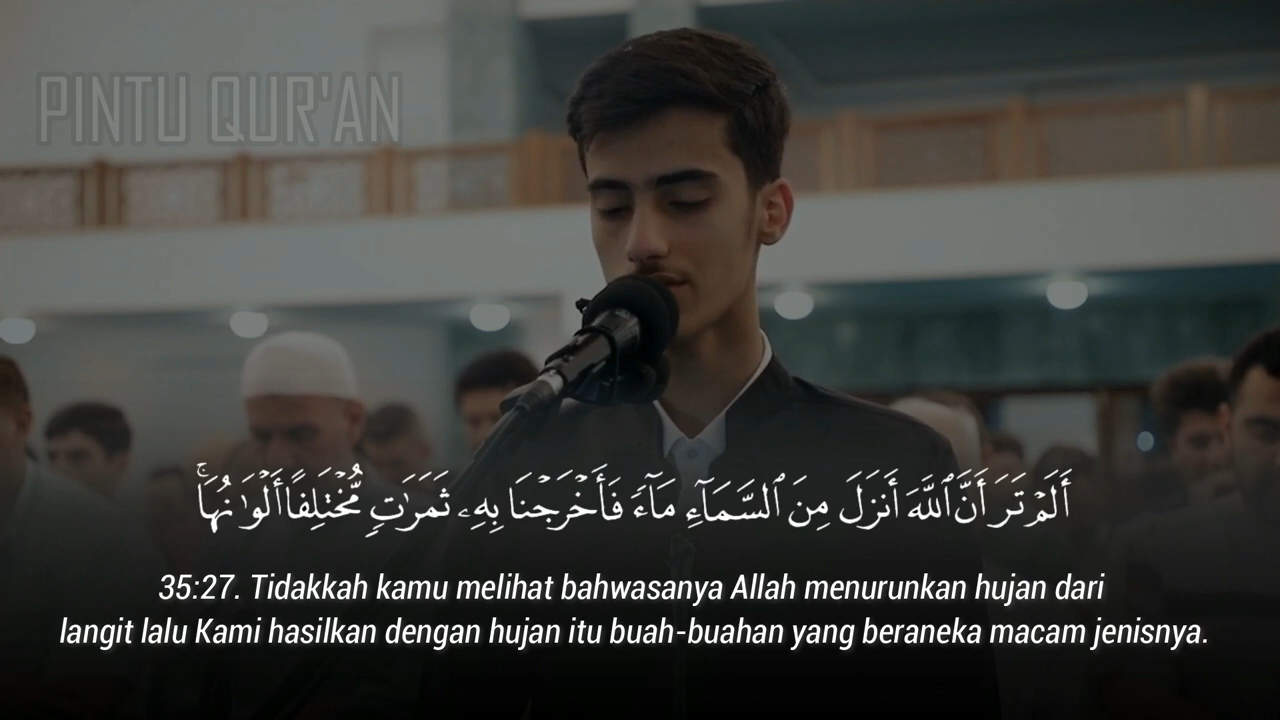 PINTU QUR'AN
أَلَمْ تَرَ أَنَّ ٱللَّهَ أَنزَلَ مِنَ ٱلسَّمَآءِ مَآءً فَأَخْرَجْنَا بِهِۦ ثَمَرَٰتٍ مُّخْتَلِفًا أَلْوَٰنُهَا ۚ
35:27. Tidakkah kamu melihat bahwasanya Allah menurunkan hujan dari
langit lalu Kami hasilkan dengan hujan itu buah-buahan yang beraneka macam jenisnya.